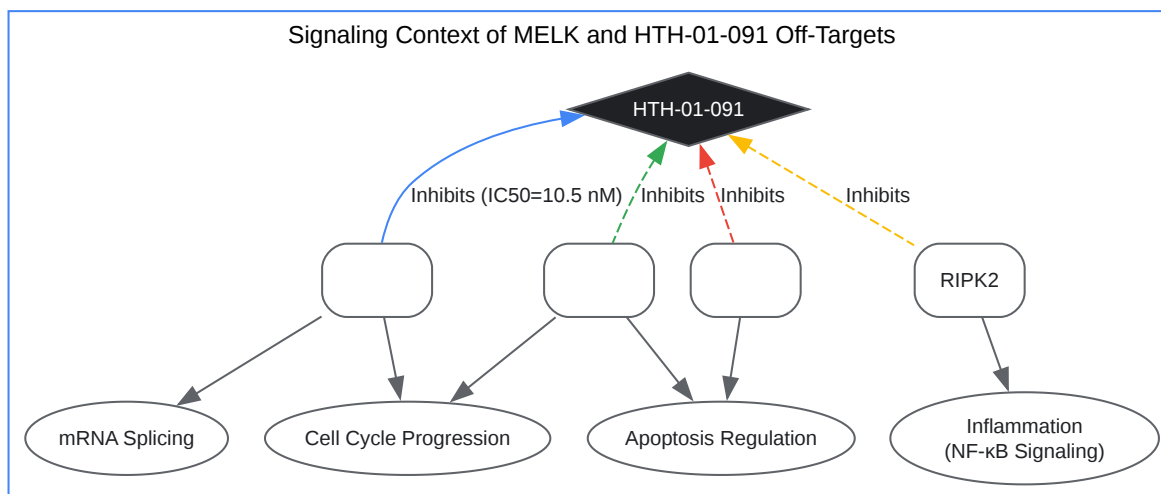 Signaling Context of MELK and HTH-01-091 Off-Targets
HTH-01-091
Inhibits (IC50=10.5 nM)
Inhibits
Inhibits
Inhibits
RIPK2
mRNA Splicing
Cell Cycle Progression
Apoptosis Regulation
Inflammation
(NF-κB Signaling)